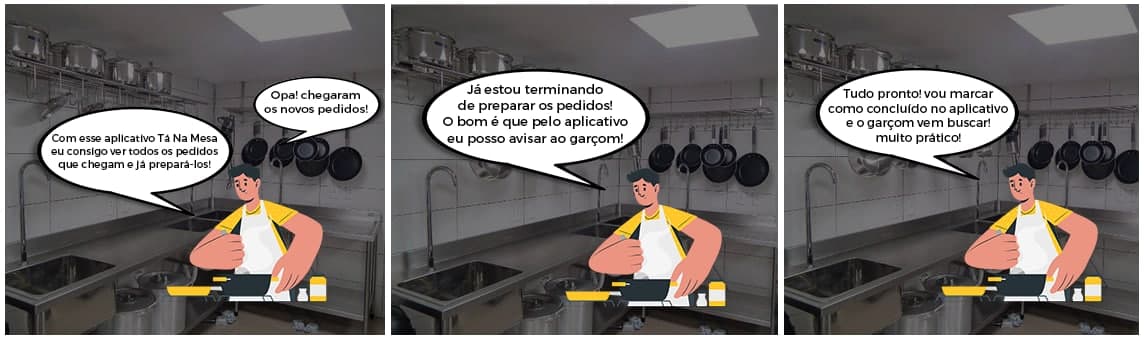 Opa! chegaram
os novos pedidos!
Com esse aplicativo Tá Na Mesa
eu consigo ver todos os pedidos
que chegam e já prepará-los!
Já estou terminando
de preparar os pedidos!
O bom é que pelo aplicativo
eu posso avisar ao garçom!
Tudo pronto! vou marcar
como concluído no aplicativo
e o garçom vem buscar!
muito prático!